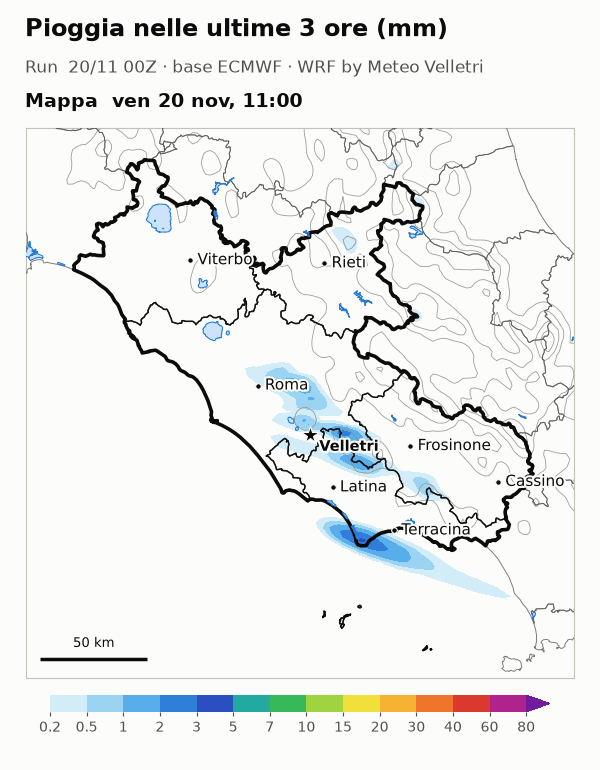 Pioggia nelle ultime 3 ore (mm)
Run  20/11 00Z · base ECMWF · WRF by Meteo Velletri
Mappa  ven 20 nov, 11:00
Viterbo
Rieti
Roma
Velletri
Frosinone
Cassino
Latina
Terracina
50 km
0.2 0.5 1 2 3 5 7 10 15 20 30 40 60 80